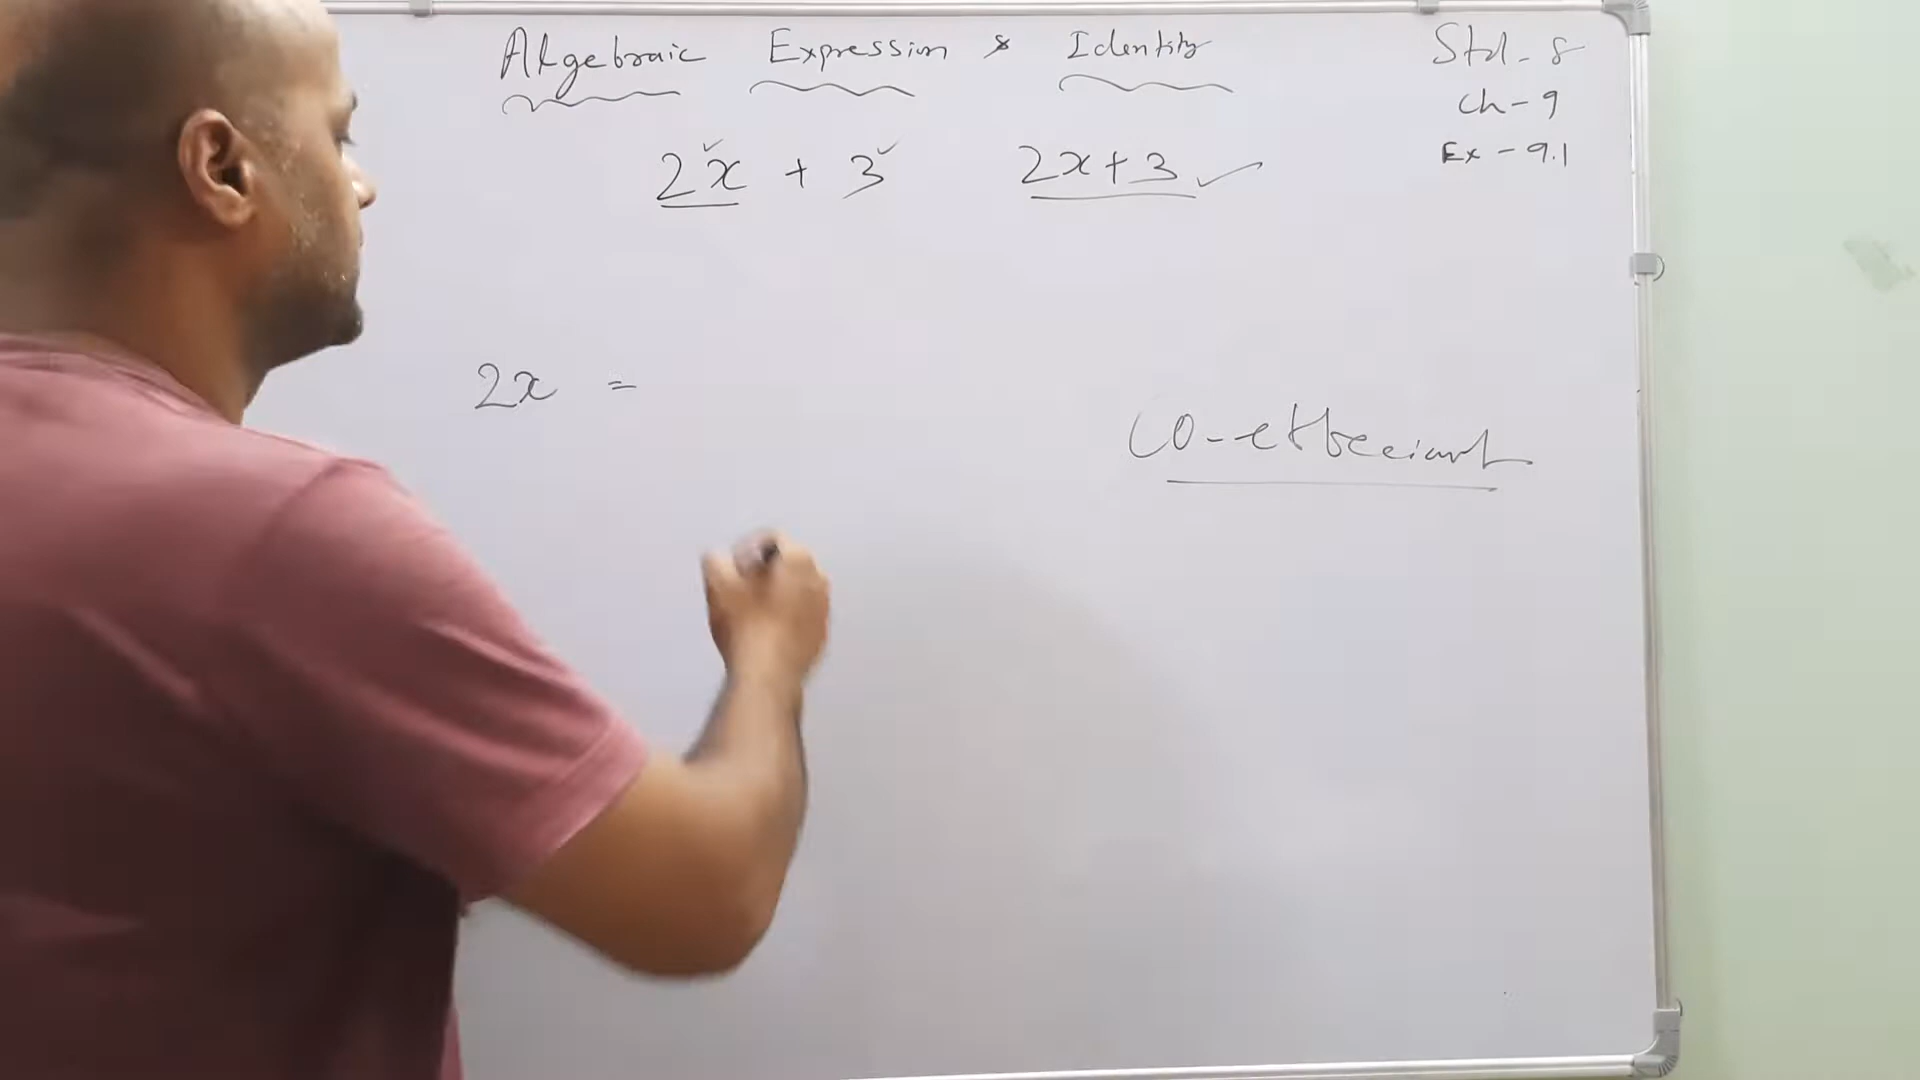 Algebraic Expression & Identity
Std - 8
Ch - 9
Ex - 9.1
2x + 3
2x + 3
2x =
Co-efficient